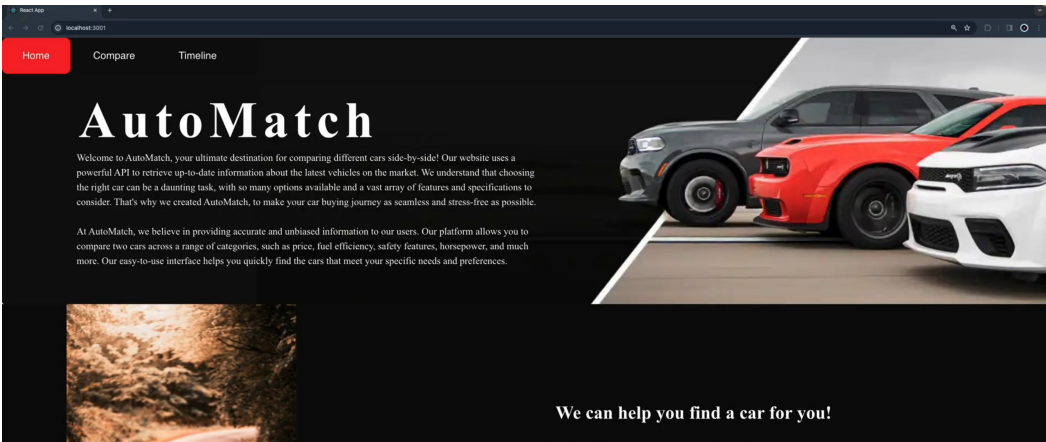 React App
localhost:3001
Home
Compare
Timeline
AutoMatch
Welcome to AutoMatch, your ultimate destination for comparing different cars side-by-side! Our website uses a
powerful API to retrieve up-to-date information about the latest vehicles on the market. We understand that choosing
the right car can be a daunting task, with so many options available and a vast array of features and specifications to
consider. That's why we created AutoMatch, to make your car buying journey as seamless and stress-free as possible.
At AutoMatch, we believe in providing accurate and unbiased information to our users. Our platform allows you to
compare two cars across a range of categories, such as price, fuel efficiency, safety features, horsepower, and much
more. Our easy-to-use interface helps you quickly find the cars that meet your specific needs and preferences.
We can help you find a car for you!